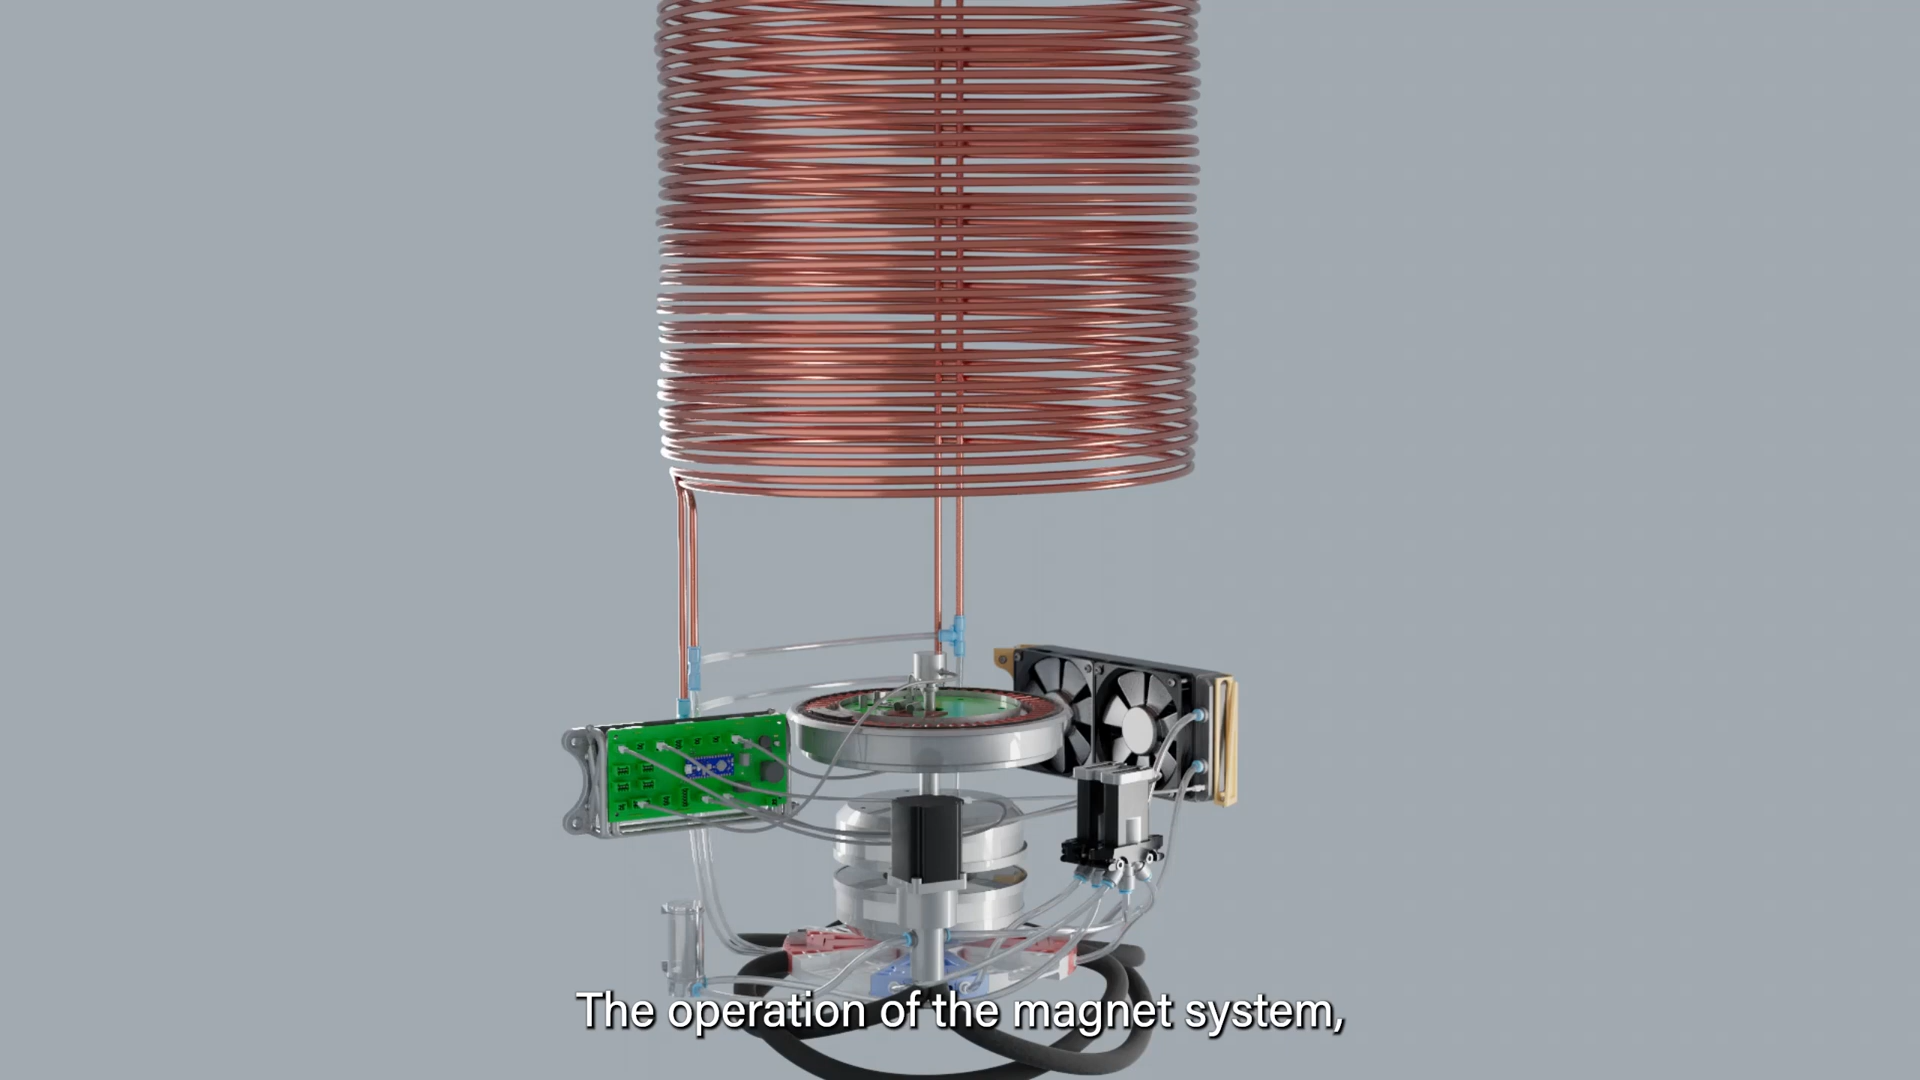 The operation of the magnet system,